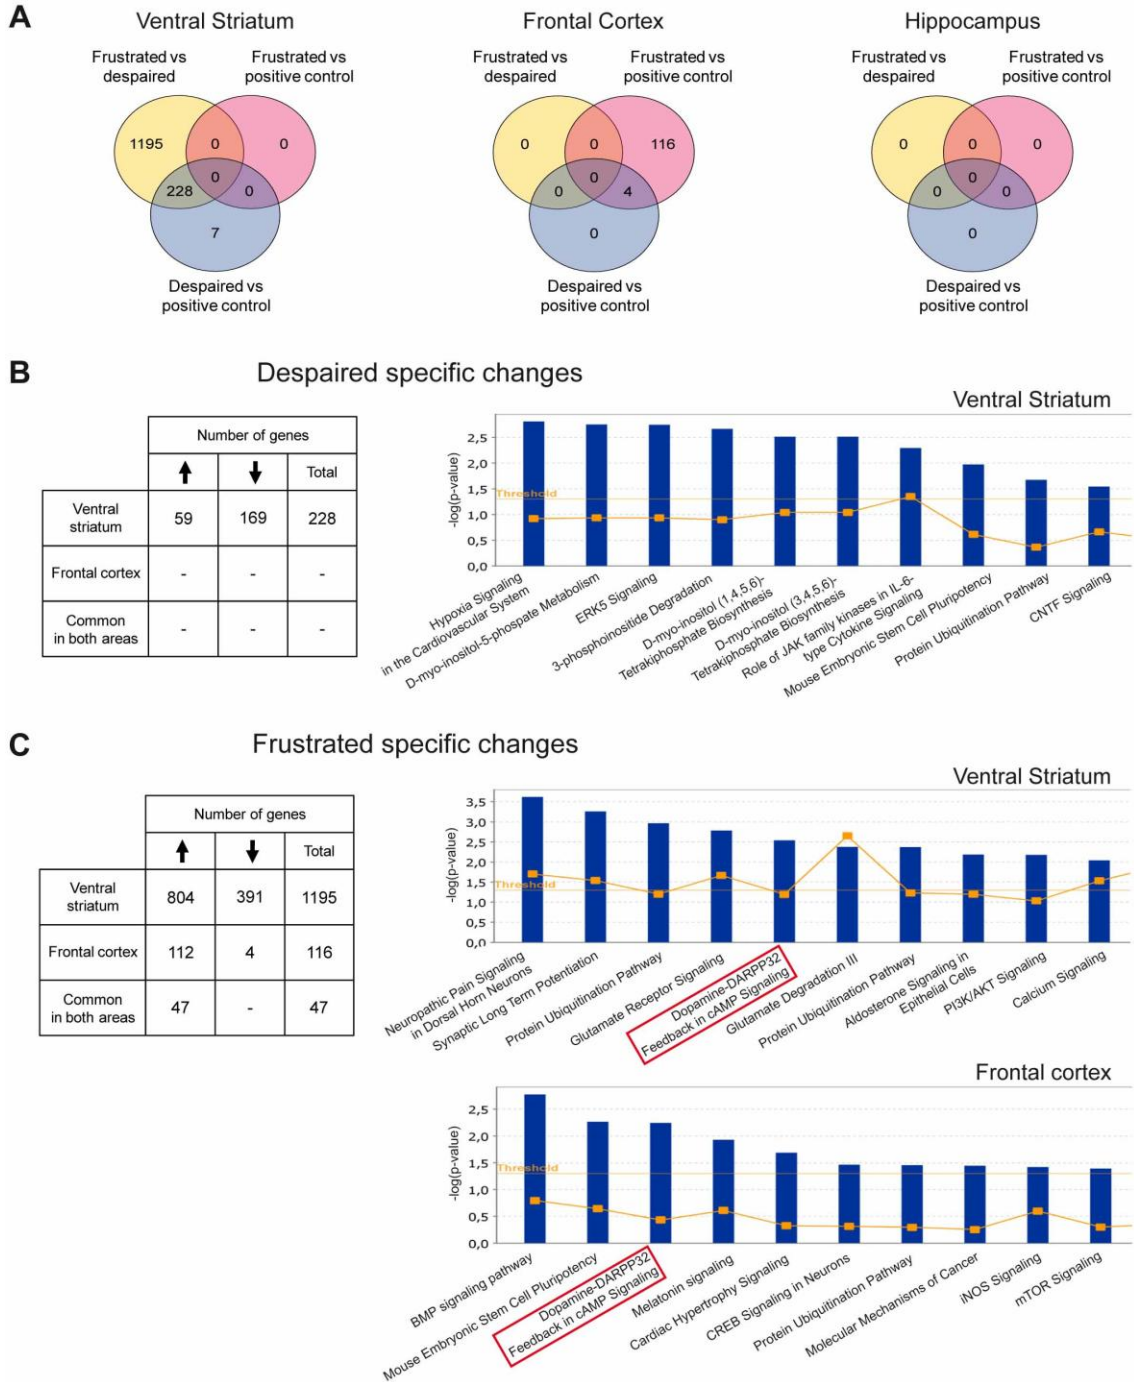 A
Ventral Striatum
Frontal Cortex
Hippocampus
Frustrated vs
despaired
Frustrated vs
positive control
1195
0
0
0
228
0
7
Despaired vs
positive control
Frustrated vs
despaired
Frustrated vs
positive control
0
0
116
0
0
4
0
Despaired vs
positive control
Frustrated vs
despaired
Frustrated vs
positive control
0
0
0
0
0
0
0
Despaired vs
positive control
B
Despaired specific changes
Number of genes
Total
Ventral
striatum
59
169
228
Frontal cortex
-
-
-
Common
in both areas
-
-
-
Ventral Striatum
-log(p-value)
2,5
2,0
1,5
1,0
0,5
0,0
Threshold
Hypoxia Signaling
in the Cardiovascular System
D-myo-inositol-5-phospate Metabolism
ERK5 Signaling
3-phosphoinositide Degradation
D-myo-inositol (1,4,5,6)-
Tetrakiphosphate Biosynthesis
D-myo-inositol (3,4,5,6)-
Tetrakiphosphate Biosynthesis
Role of JAK family kinases in IL-6-
type Cytokine Signaling
Mouse Embryonic Stem Cell Pluripotency
Protein Ubiquitination Pathway
CNTF Signaling
C
Frustrated specific changes
Number of genes
Total
Ventral
striatum
804
391
1195
Frontal cortex
112
4
116
Common
in both areas
47
-
47
Ventral Striatum
-log(p-value)
3,5
3,0
2,5
2,0
1,5
1,0
0,5
0,0
Threshold
Neuropathic Pain Signaling
in Dorsal Horn Neurons
Synaptic Long Term Potentiation
Protein Ubiquitination Pathway
Glutamate Receptor Signaling
Dopamine-DARPP32
Feedback in cAMP Signaling
Glutamate Degradation III
Protein Ubiquitination Pathway
Aldosterone Signaling in
Epithelial Cells
PI3K/AKT Signaling
Calcium Signaling
Frontal cortex
-log(p-value)
2,5
2,0
1,5
1,0
0,5
0,0
Threshold
BMP signaling pathway
Mouse Embryonic Stem Cell Pluripotency
Dopamine-DARPP32
Feedback in cAMP Signaling
Melatonin signaling
Cardiac Hypertrophy Signaling
CREB Signaling in Neurons
Protein Ubiquitination Pathway
Molecular Mechanisms of Cancer
iNOS Signaling
mTOR Signaling